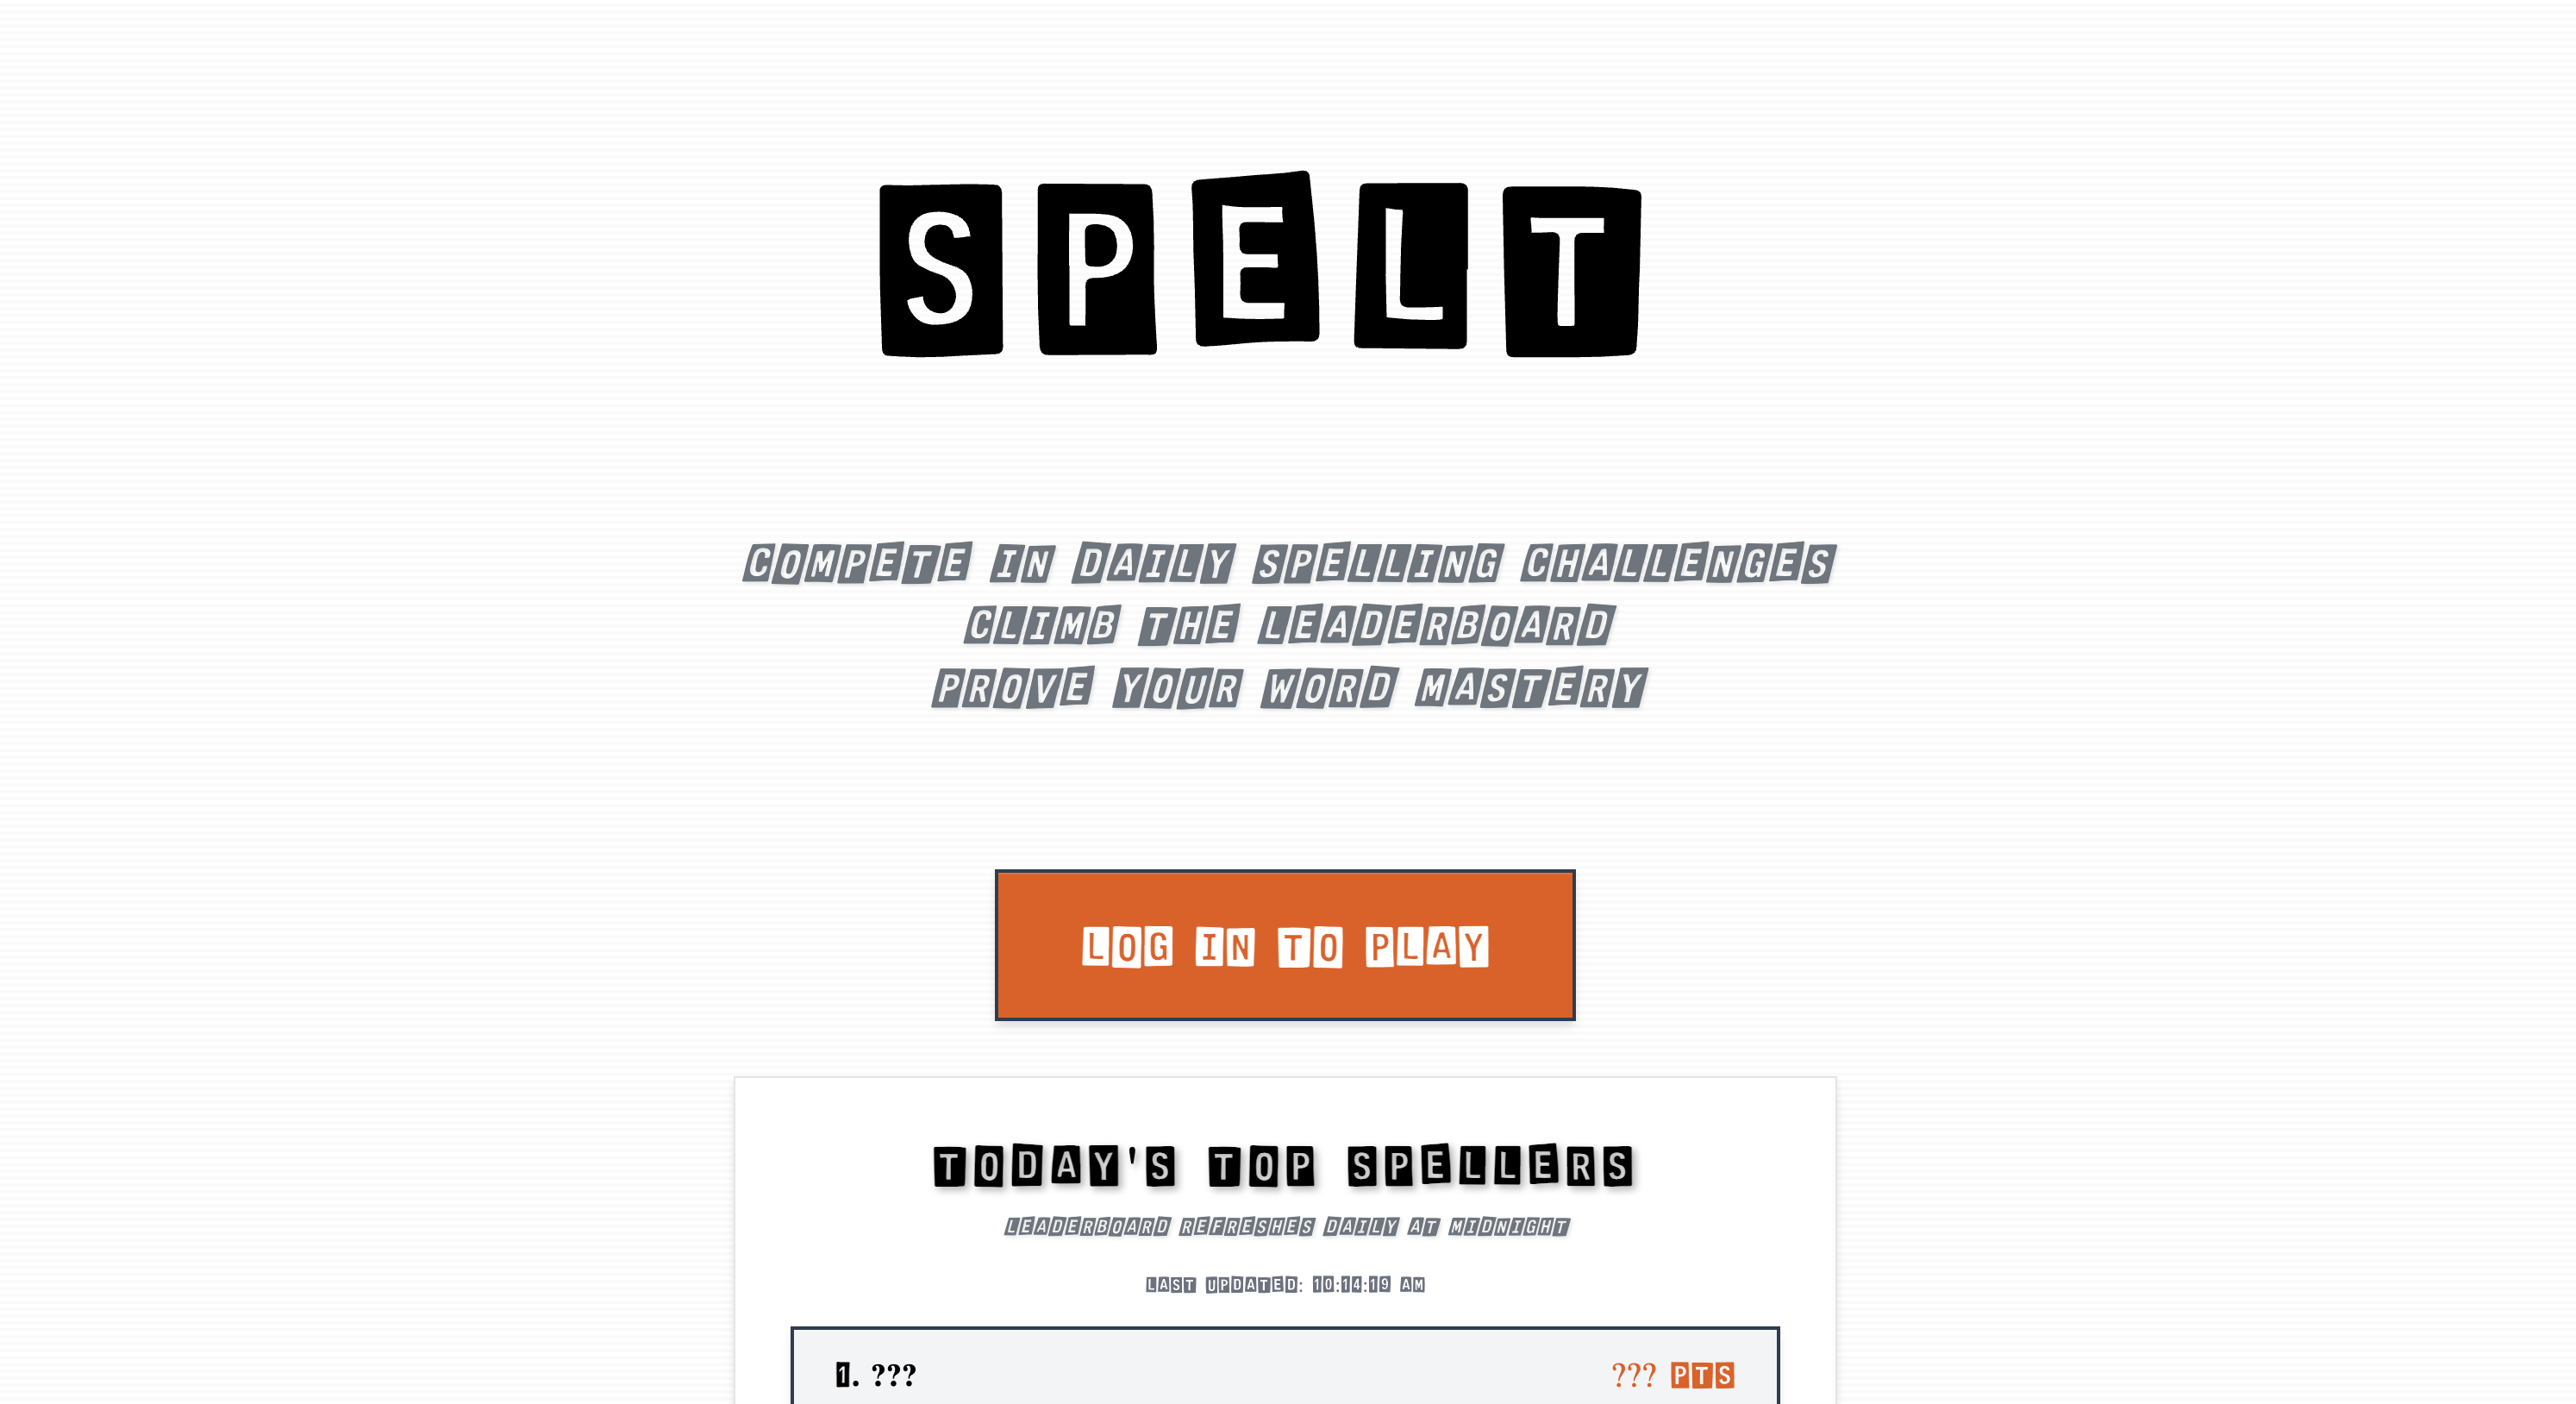 SPELT
COMPETE IN DAILY SPELLING CHALLENGES
CLIMB THE LEADERBOARD
PROVE YOUR WORD MASTERY
LOG IN TO PLAY
TODAY'S TOP SPELLERS
LEADERBOARD REFRESHES DAILY AT MIDNIGHT
LAST UPDATED: 10:14:19 AM
1. ??? ??? PTS